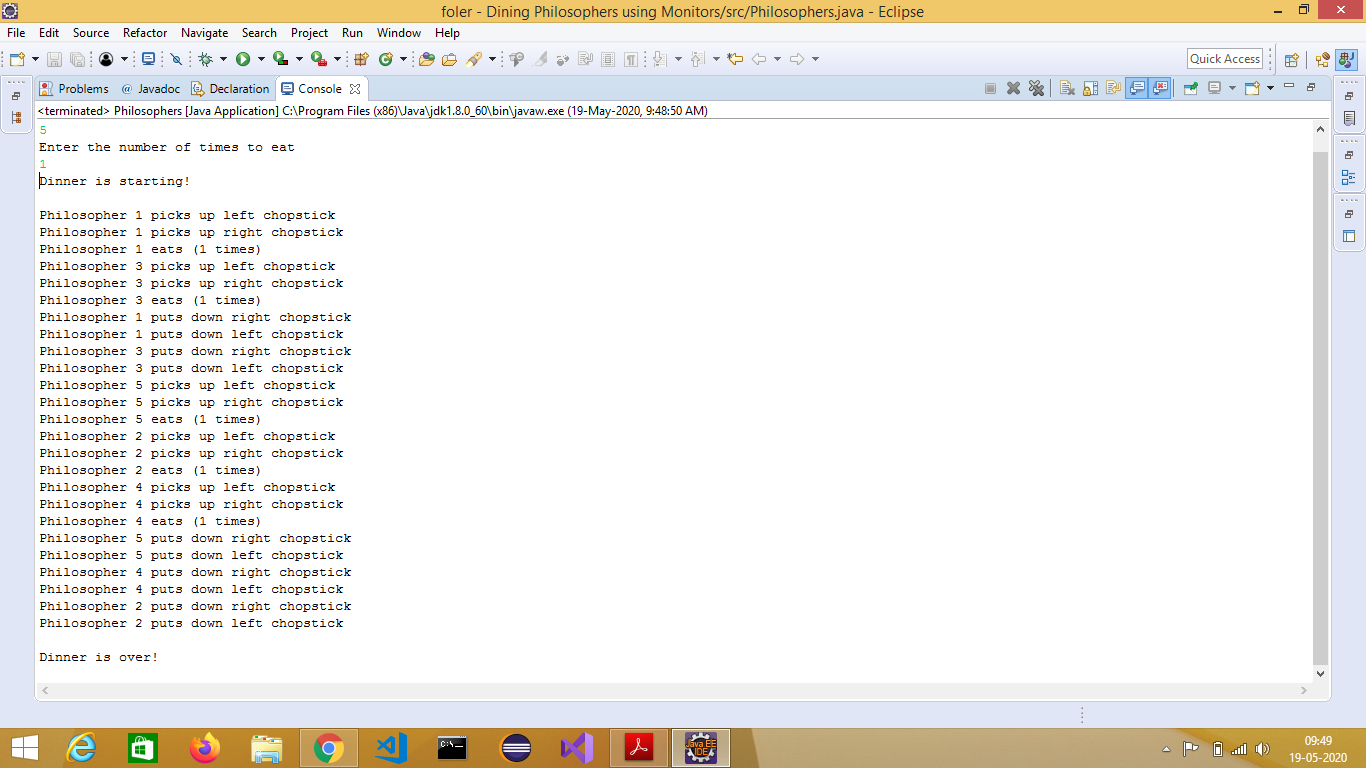 foler - Dining Philosophers using Monitors/src/Philosophers.java - Eclipse
File Edit Source Refactor Navigate Search Project Run Window Help
Quick Access
Problems @ Javadoc Declaration Console
<terminated> Philosophers [Java Application] C:\Program Files (x86)\Java\jdk1.8.0_60\bin\javaw.exe (19-May-2020, 9:48:50 AM)
5
Enter the number of times to eat
1
Dinner is starting!
Philosopher 1 picks up left chopstick
Philosopher 1 picks up right chopstick
Philosopher 1 eats (1 times)
Philosopher 3 picks up left chopstick
Philosopher 3 picks up right chopstick
Philosopher 3 eats (1 times)
Philosopher 1 puts down right chopstick
Philosopher 1 puts down left chopstick
Philosopher 3 puts down right chopstick
Philosopher 3 puts down left chopstick
Philosopher 5 picks up left chopstick
Philosopher 5 picks up right chopstick
Philosopher 5 eats (1 times)
Philosopher 2 picks up left chopstick
Philosopher 2 picks up right chopstick
Philosopher 2 eats (1 times)
Philosopher 4 picks up left chopstick
Philosopher 4 picks up right chopstick
Philosopher 4 eats (1 times)
Philosopher 5 puts down right chopstick
Philosopher 5 puts down left chopstick
Philosopher 4 puts down right chopstick
Philosopher 4 puts down left chopstick
Philosopher 2 puts down right chopstick
Philosopher 2 puts down left chopstick
Dinner is over!
C:\_
Java EE
IDE
09:49
19-05-2020